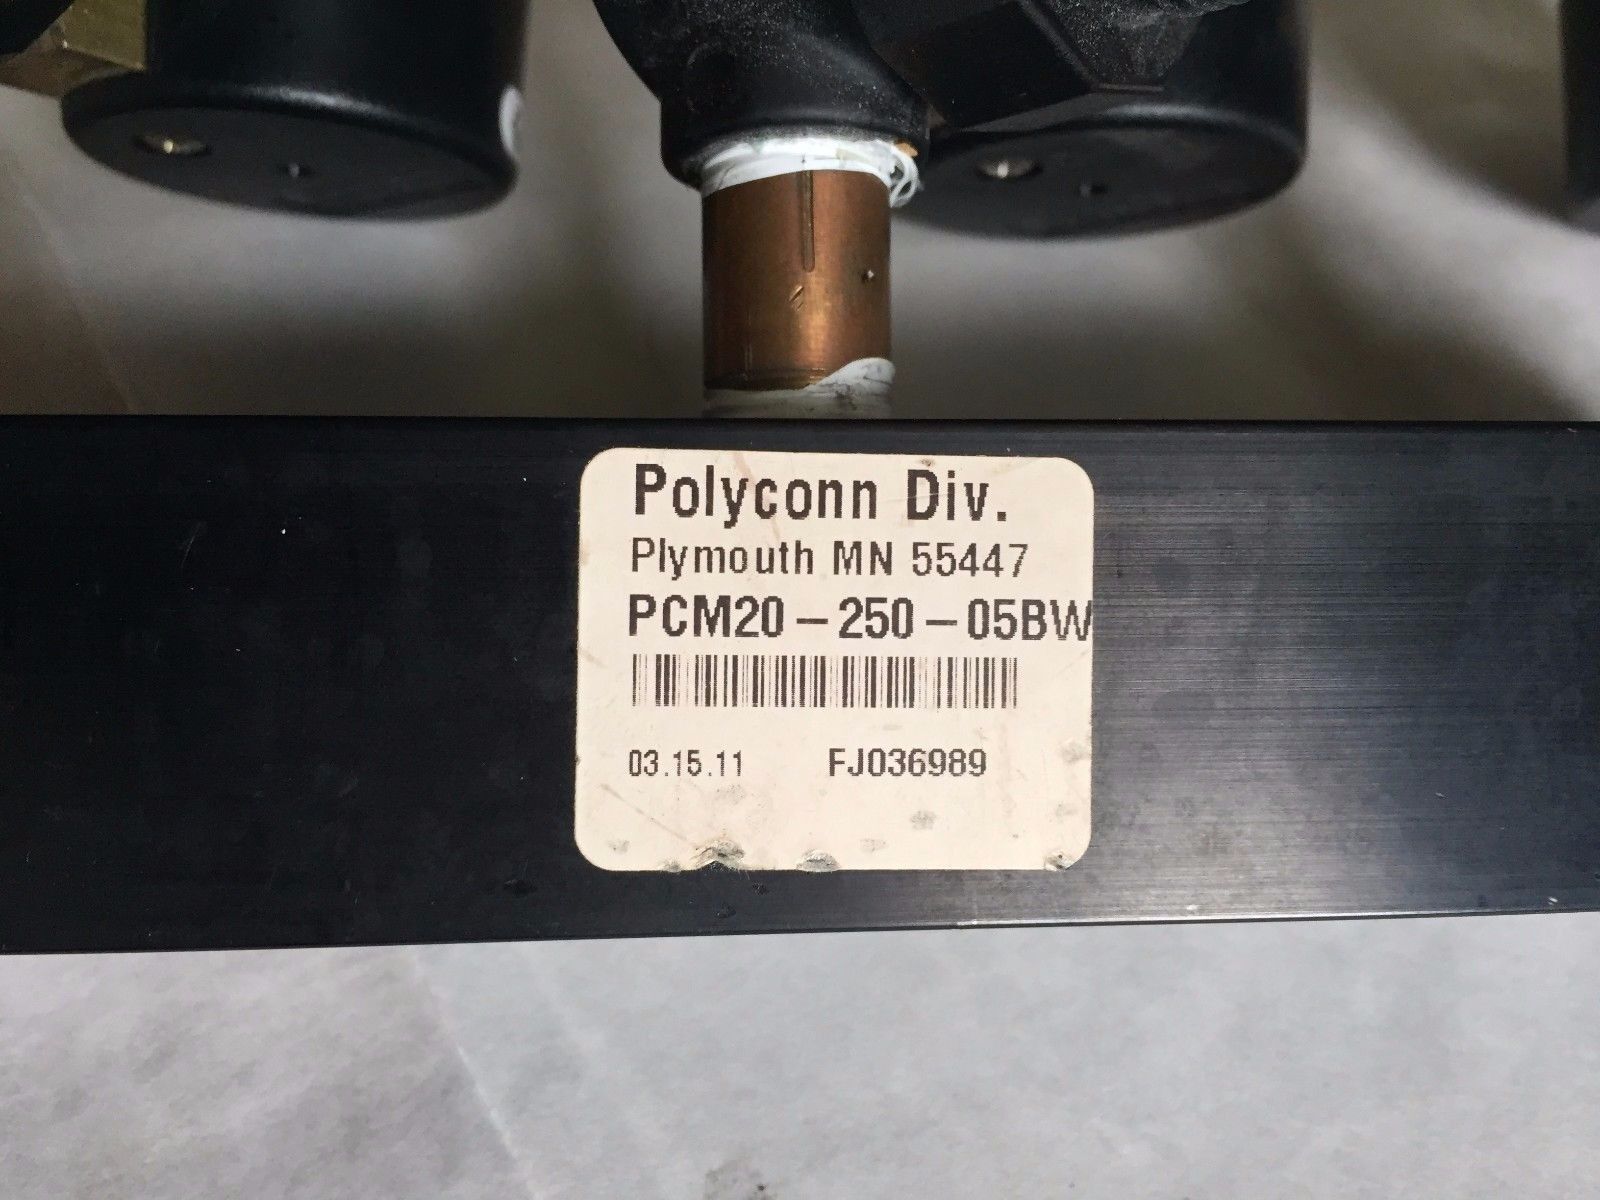 Polyconn Div.
Plymouth MN 55447
PCM20-250-05BW
03.15.11 FJ036989